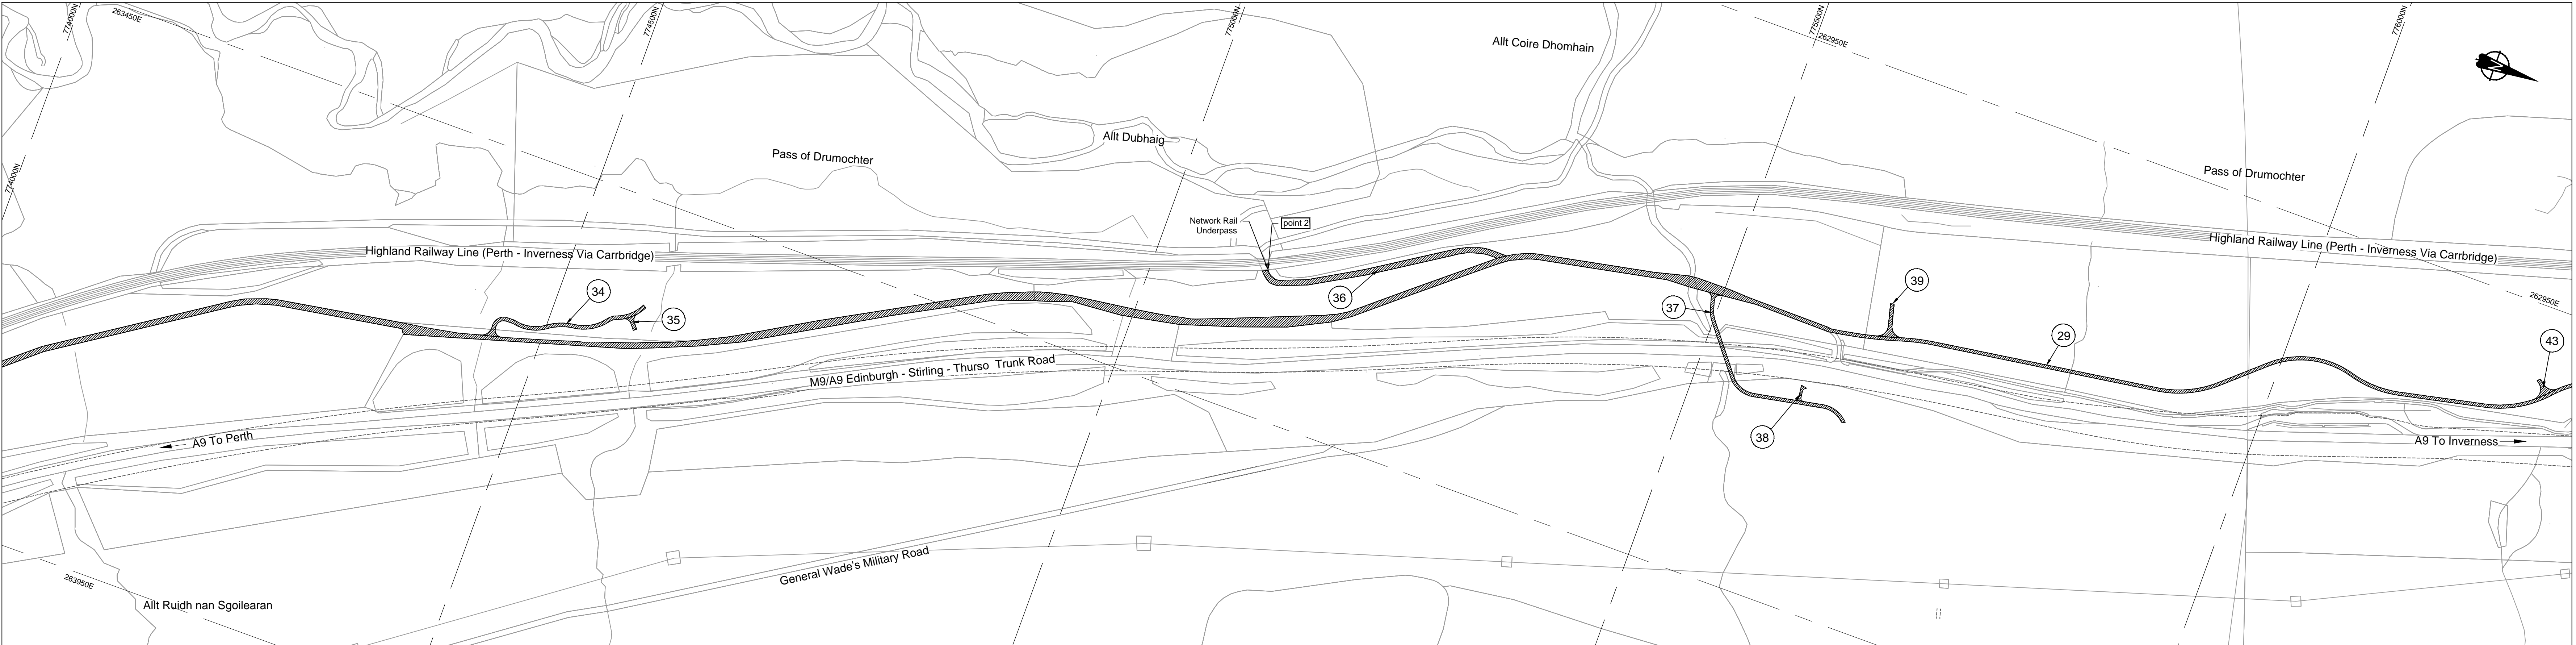 774000N
263450E
774500N
775000N
Allt Coire Dhomhain
775500N
262950E
776000N
N
774000N
Pass of Drumochter
Allt Dubhaig
Pass of Drumochter
Network Rail
Underpass
point 2
Highland Railway Line (Perth - Inverness Via Carrbridge)
Highland Railway Line (Perth - Inverness Via Carrbridge)
34
35
36
37
39
29
262950E
43
M9/A9 Edinburgh - Stirling - Thurso Trunk Road
38
A9 To Perth
A9 To Inverness
General Wade's Military Road
263950E
Allt Ruidh nan Sgoilearan